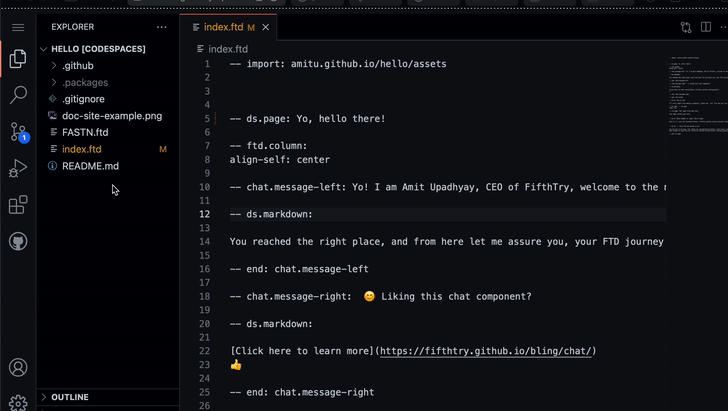 EXPLORER
HELLO [CODESPACES]
.github
.packages
.gitignore
doc-site-example.png
FASTN.ftd
index.ftd M
README.md
OUTLINE
1
index.ftd M
index.ftd
1 -- import: amitu.github.io/hello/assets
2
3
4
5 -- ds.page: Yo, hello there!
6
7 -- ftd.column:
8 align-self: center
9
10 -- chat.message-left: Yo! I am Amit Upadhyay, CEO of FifthTry, welcome to the
11
12 -- ds.markdown:
13
14 You reached the right place, and from here let me assure you, your FTD journey
15
16 -- end: chat.message-left
17
18 -- chat.message-right: 😊 Liking this chat component?
19
20 -- ds.markdown:
21
22 [Click here to learn more](https://fifthtry.github.io/bling/chat/)
23 👍
24
25 -- end: chat.message-right
26